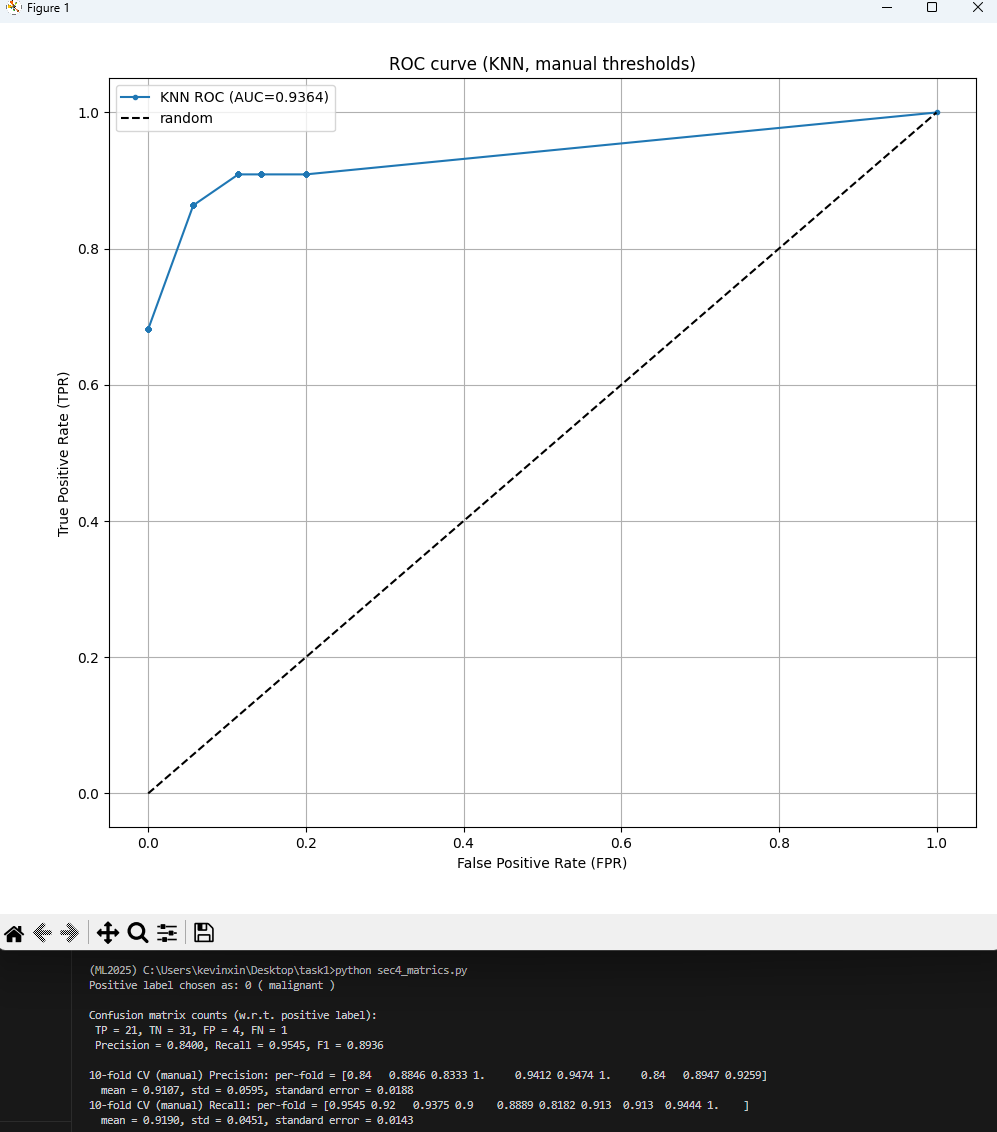 Figure 1
ROC curve (KNN, manual thresholds)
KNN ROC (AUC=0.9364)
random
1.0
0.8
0.6
0.4
0.2
0.0
True Positive Rate (TPR)
0.0 0.2 0.4 0.6 0.8 1.0
False Positive Rate (FPR)
(ML2025) C:\Users\kevinxin\Desktop\task1>python sec4_matrics.py
Positive label chosen as: 0 ( malignant )
Confusion matrix counts (w.r.t. positive label):
TP = 21, TN = 31, FP = 4, FN = 1
Precision = 0.8400, Recall = 0.9545, F1 = 0.8936
10-fold CV (manual) Precision: per-fold = [0.84 0.8846 0.8333 1. 0.9412 0.9474 1. 0.84 0.8947 0.9259]
mean = 0.9107, std = 0.0595, standard error = 0.0188
10-fold CV (manual) Recall: per-fold = [0.9545 0.92 0.9375 0.9 0.8889 0.8182 0.913 0.913 0.9444 1. ]
mean = 0.9190, std = 0.0451, standard error = 0.0143